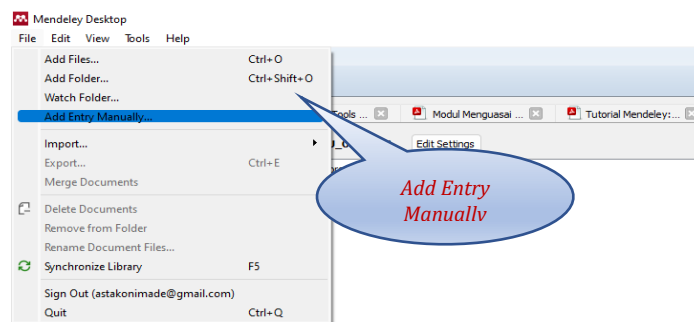 Mendeley Desktop
File Edit View Tools Help
Add Files... Ctrl+O
Add Folder... Ctrl+Shift+O
Watch Folder...
Add Entry Manually...
Tools ... Modul Menguasai ... Tutorial Mendeley:...
Import... Edit Settings
Export... Ctrl+E
Merge Documents
Add Entry
Manually
Delete Documents
Remove from Folder
Rename Document Files...
Synchronize Library F5
Sign Out (astakonimade@gmail.com)
Quit Ctrl+Q